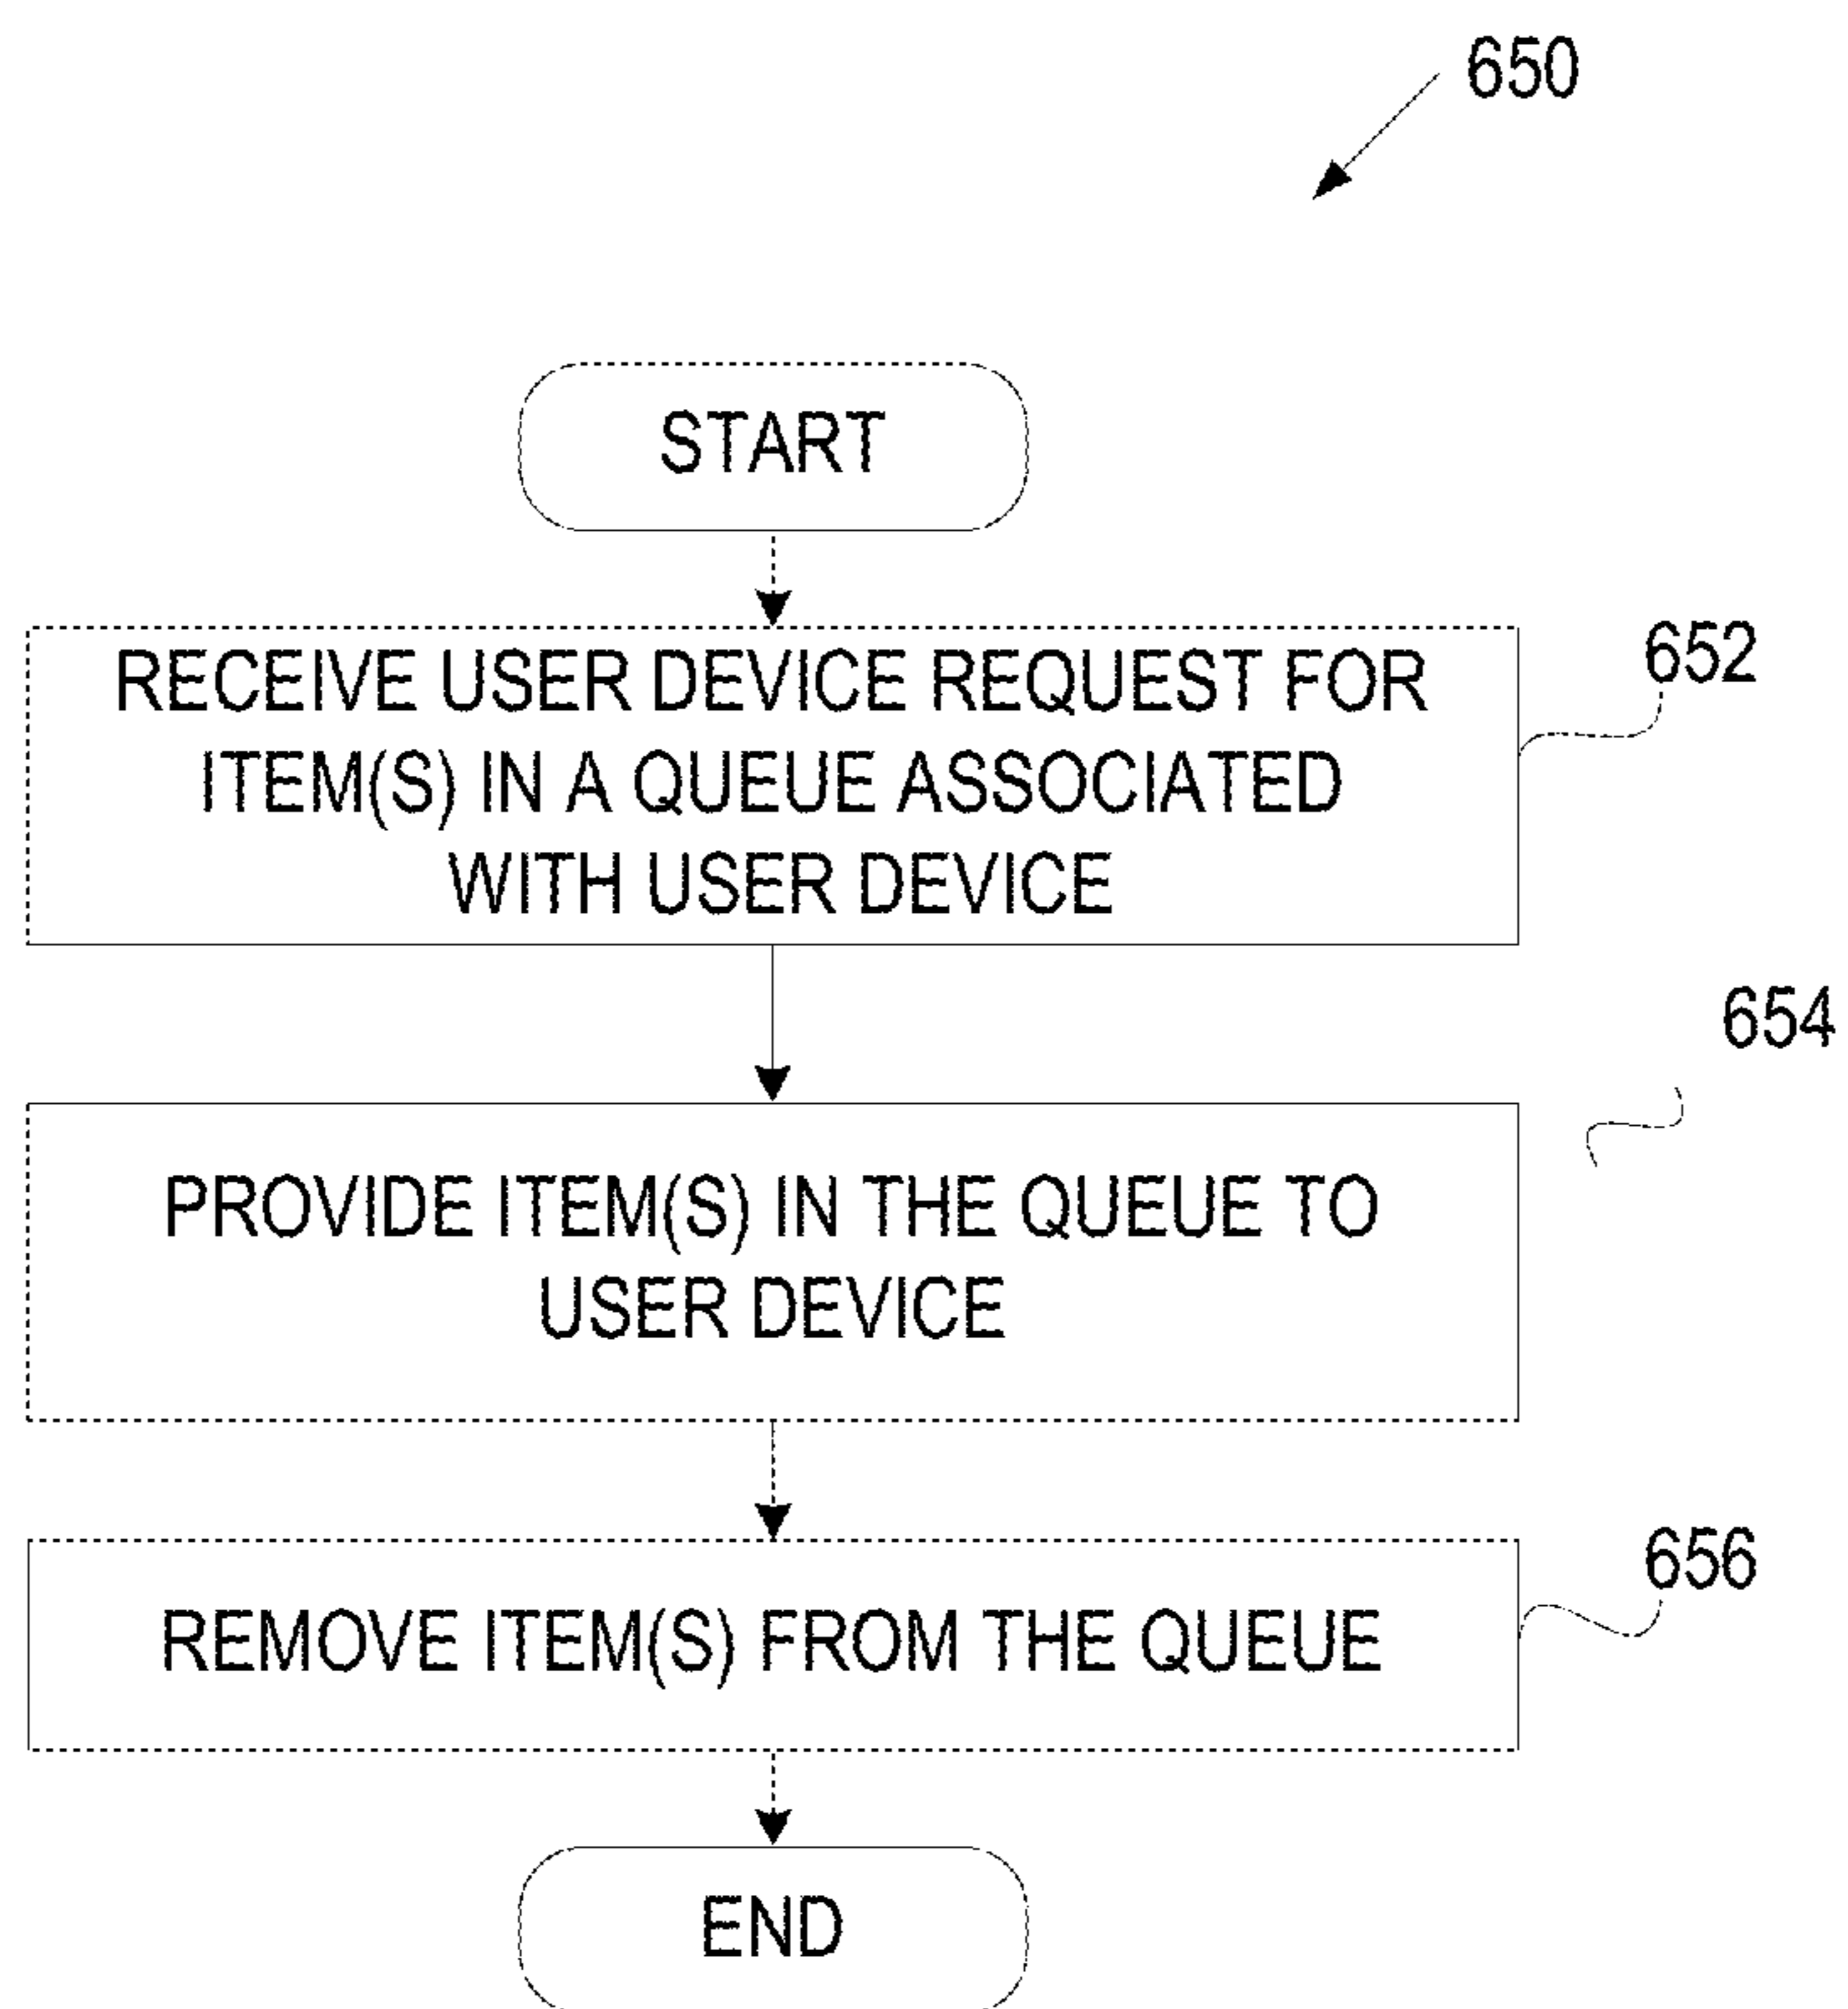 650
START
RECEIVE USER DEVICE REQUEST FOR
ITEM(S) IN A QUEUE ASSOCIATED
WITH USER DEVICE
652
654
PROVIDE ITEM(S) IN THE QUEUE TO
USER DEVICE
656
REMOVE ITEM(S) FROM THE QUEUE
END